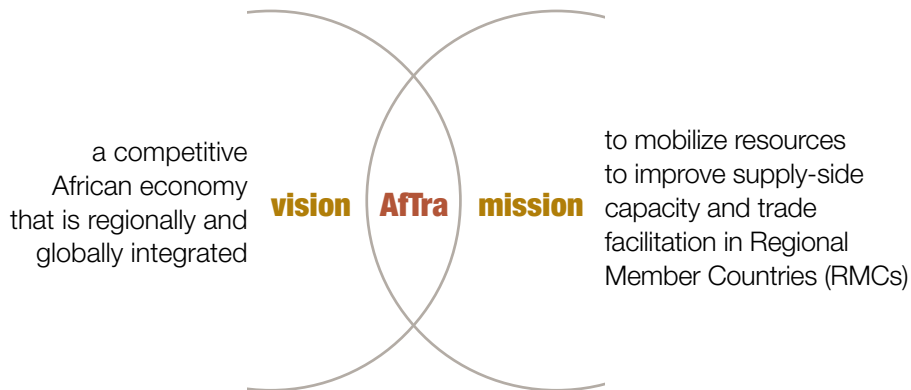 a competitive
African economy
that is regionally and
globally integrated
vision
AfTra
mission
to mobilize resources
to improve supply-side
capacity and trade
facilitation in Regional
Member Countries (RMCs)